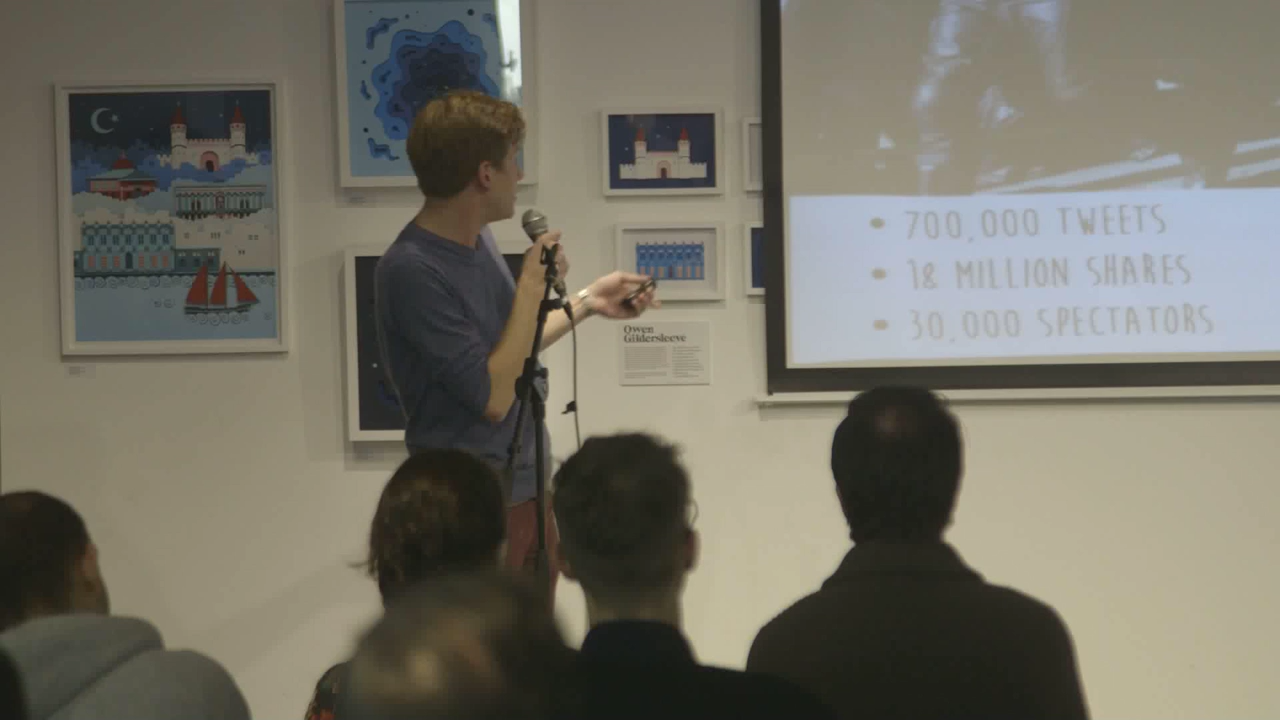 700,000 TWEETS
18 MILLION SHARES
30,000 SPECTATORS
Owen
Gildersleeve